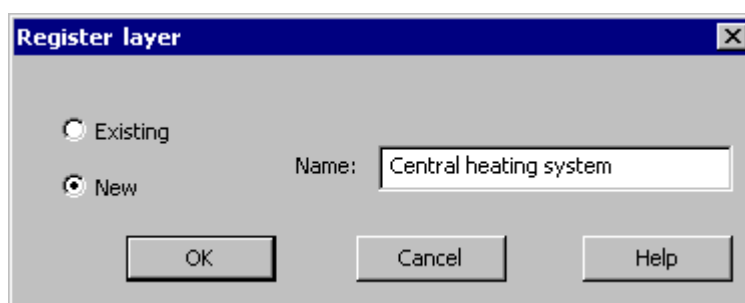 Register layer
Existing
Name: Central heating system
New
OK Cancel Help